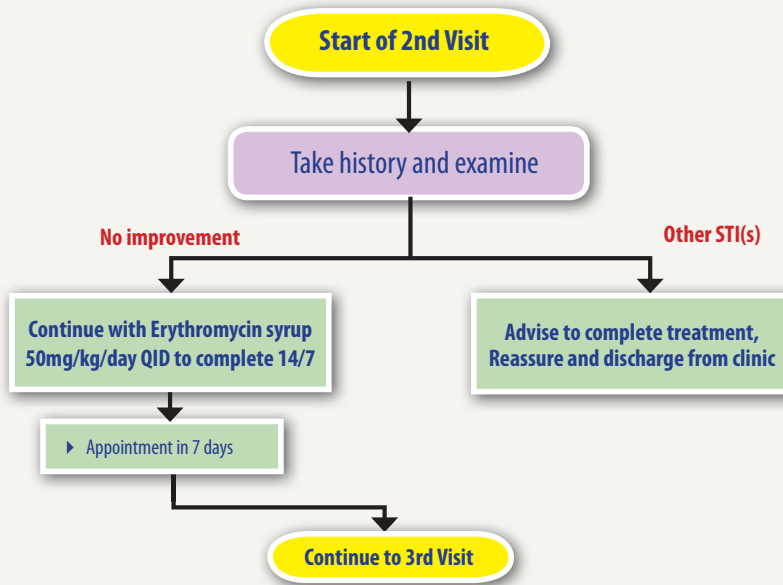 Start of 2nd Visit
Take history and examine
No improvement
Other STI(s)
Continue with Erythromycin syrup
50mg/kg/day QID to complete 14/7
Advise to complete treatment,
Reassure and discharge from clinic
Appointment in 7 days
Continue to 3rd Visit